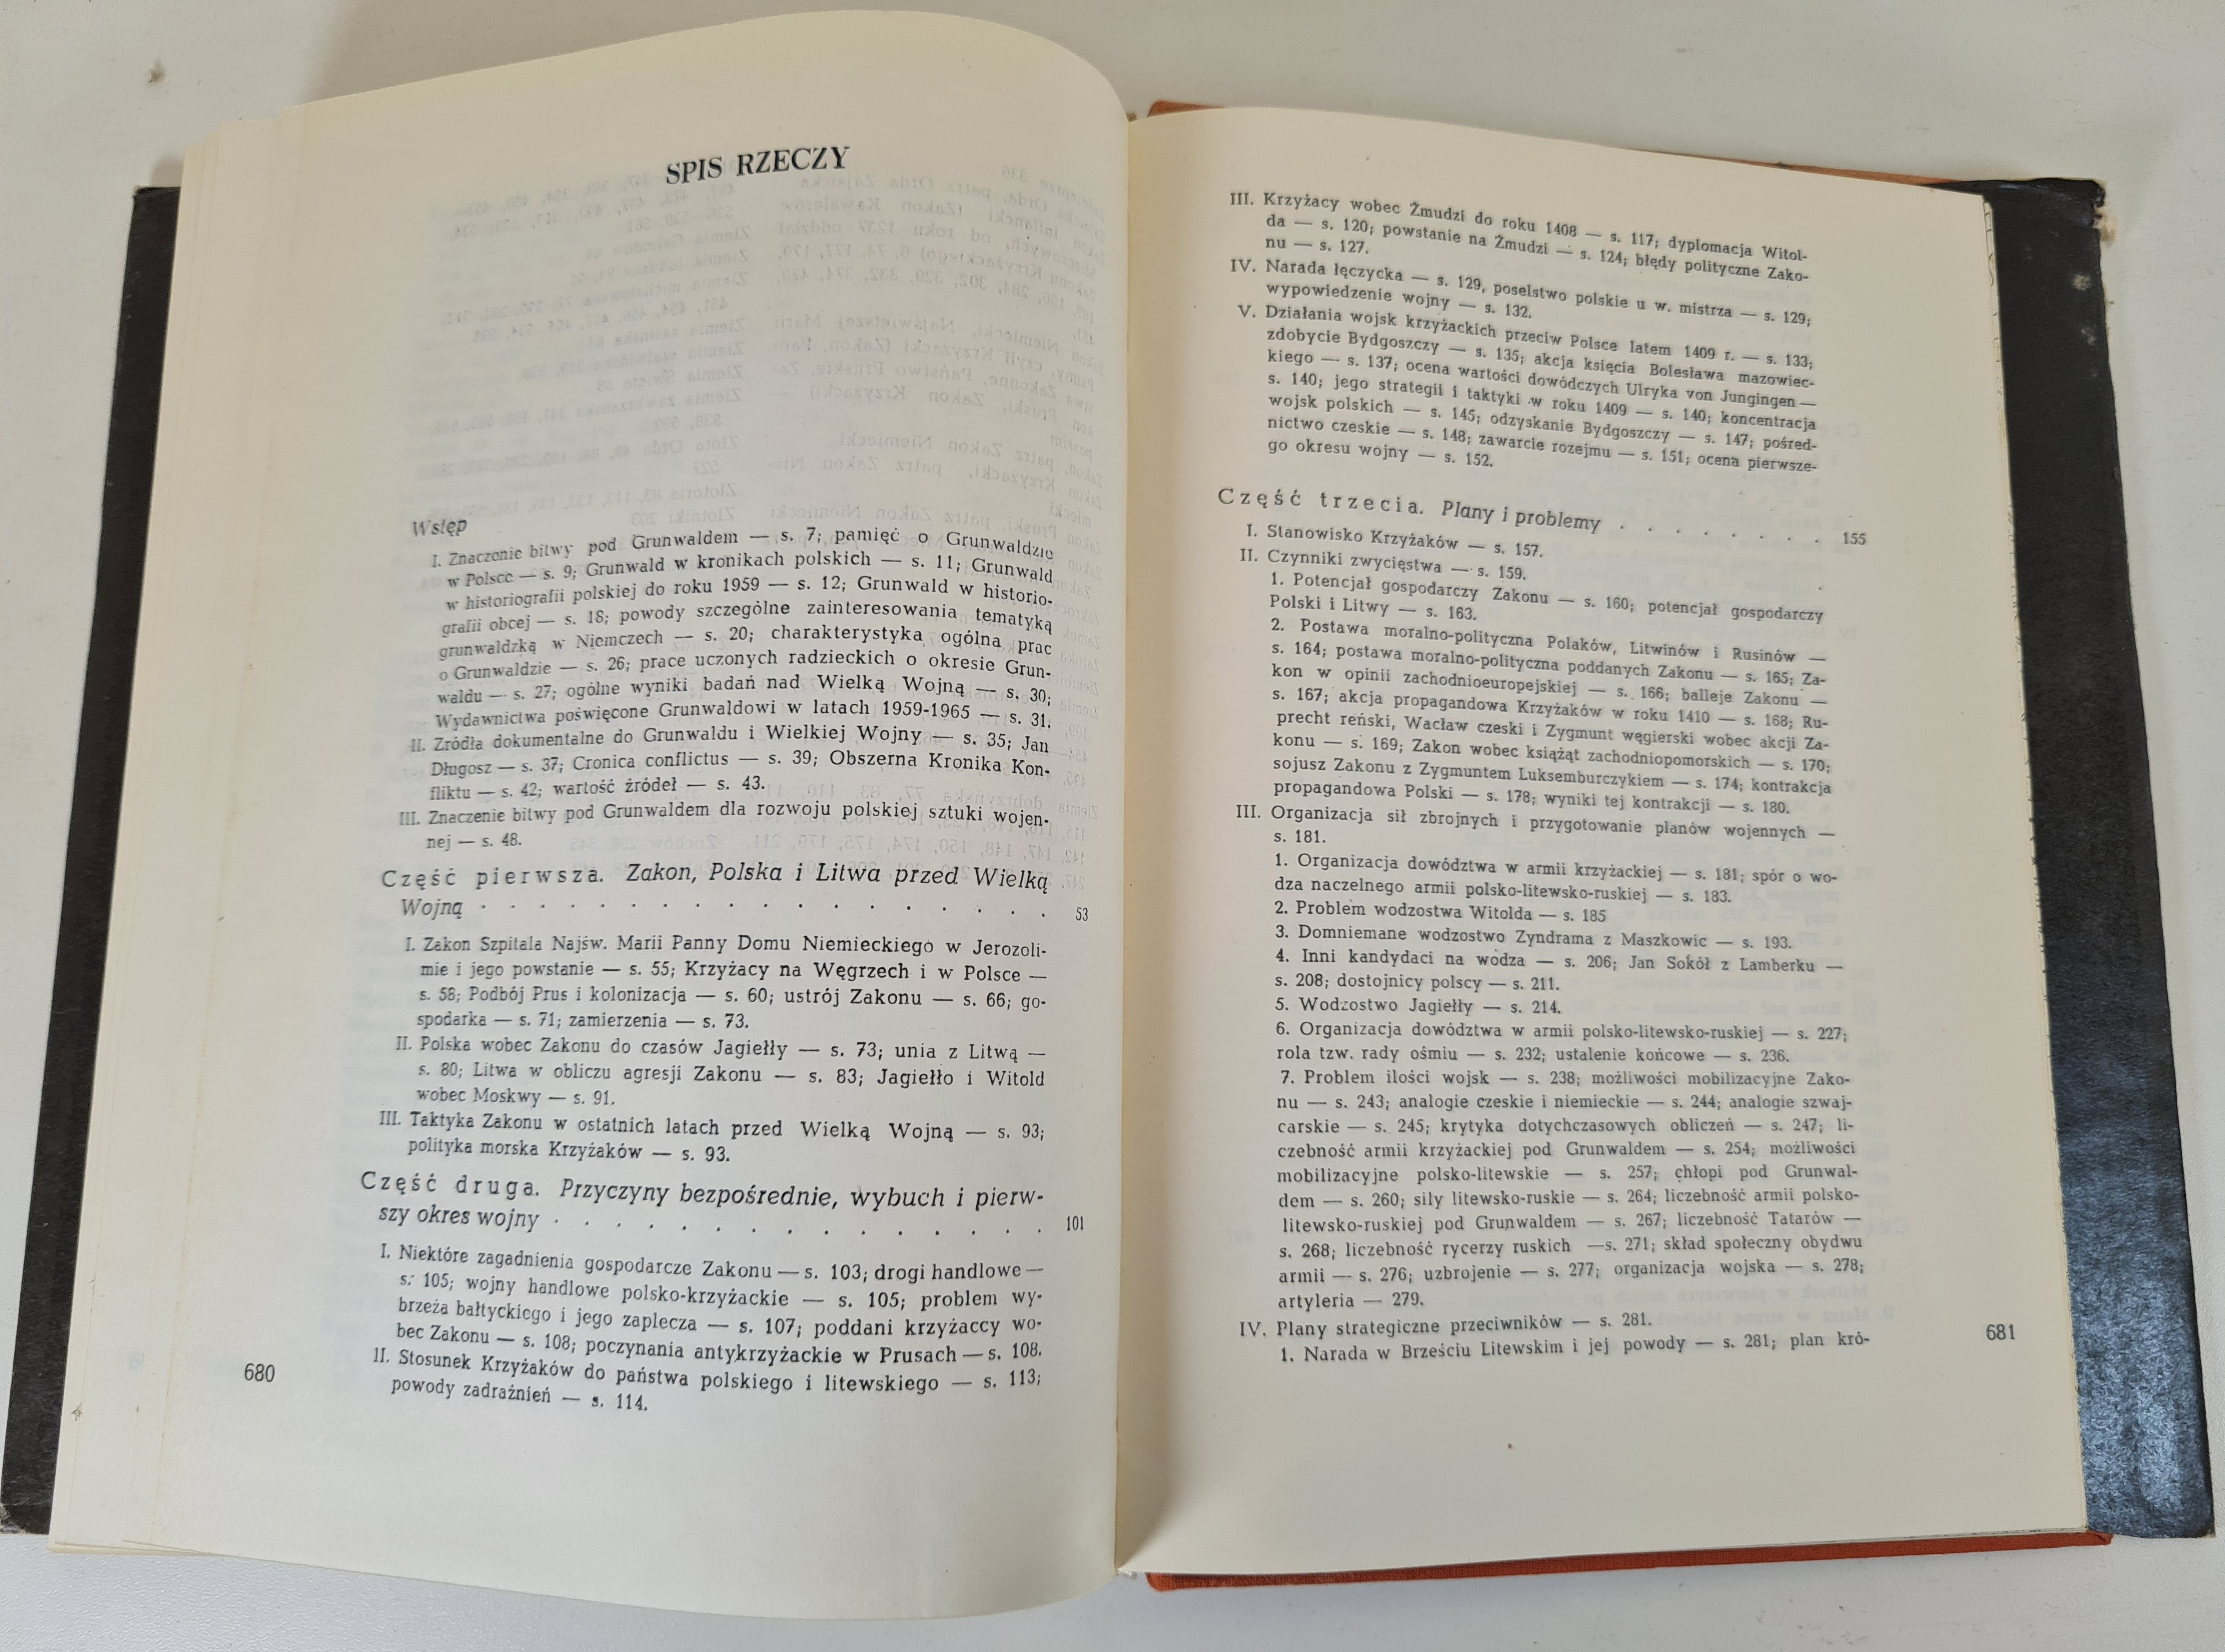 SPIS RZECZY
Wstęp
I. Znaczenie bitwy pod Grunwaldem — s. 7; pamięć o Grunwaldzie
w Polsce — s. 9; Grunwald w kronikach polskich — s. 11; Grunwald
w historiografii polskiej do roku 1959 — s. 12; Grunwald w historio-
grafii obcej — s. 18; powody szczególne zainteresowania tematyką
grunwaldzką w Niemczech — s. 20; charakterystyka ogólna prac
o Grunwaldzie — s. 26; prace uczonych radzieckich o okresie Grun-
waldu — s. 27; ogólne wyniki badań nad Wielką Wojną — s. 30;
Wydawnictwa poświęcone Grunwaldowi w latach 1959-1965 — s. 31.
II. Źródła dokumentalne do Grunwaldu i Wielkiej Wojny — s. 35; Jan
Długosz — s. 37; Cronica conflictus — s. 39; Obszerna Kronika Kon-
fliktu — s. 42; wartość źródeł — s. 43.
III. Znaczenie bitwy pod Grunwaldem dla rozwoju polskiej sztuki wojen-
nej — s. 48.
Część pierwsza. Zakon, Polska i Litwa przed Wielką
Wojną . . . . . . . . . . . . . . . . . . 53
I. Zakon Szpitala Najśw. Marii Panny Domu Niemieckiego w Jerozoli-
mie i jego powstanie — s. 55; Krzyżacy na Węgrzech i w Polsce —
s. 58; Podbój Prus i kolonizacja — s. 60; ustrój Zakonu — s. 66; go-
spodarka — s. 71; zamierzenia — s. 73.
II. Polska wobec Zakonu do czasów Jagiełły — s. 73; unia z Litwą —
s. 80; Litwa w obliczu agresji Zakonu — s. 83; Jagiełło i Witold
wobec Moskwy — s. 91.
III. Taktyka Zakonu w ostatnich latach przed Wielką Wojną — s. 93;
polityka morska Krzyżaków — s. 93.
Część druga. Przyczyny bezpośrednie, wybuch i pierw-
szy okres wojny . . . . . . . . . . . . . 101
I. Niektóre zagadnienia gospodarcze Zakonu — s. 103; drogi handlowe —
s. 105; wojny handlowe polsko-krzyżackie — s. 105; problem wy-
brzeża bałtyckiego i jego zaplecza — s. 107; poddani krzyżaccy wo-
bec Zakonu — s. 108; poczynania antykrzyżackie w Prusach — s. 108.
II. Stosunek Krzyżaków do państwa polskiego i litewskiego — s. 113;
powody zadrażnień — s. 114.
680
III. Krzyżacy wobec Żmudzi do roku 1408 — s. 117; dyplomacja Witol-
da — s. 120; powstanie na Żmudzi — s. 124; błędy polityczne Zako-
nu — s. 127.
IV. Narada łęczycka — s. 129, poselstwo polskie u w. mistrza — s. 129;
wypowiedzenie wojny — s. 132.
V. Działania wojsk krzyżackich przeciw Polsce latem 1409 r. — s. 133;
zdobycie Bydgoszczy — s. 135; akcja księcia Bolesława mazowiec-
kiego — s. 137; ocena wartości dowódczych Ulryka von Jungingen —
s. 140; jego strategii i taktyki w roku 1409 — s. 140; koncentracja
wojsk polskich — s. 145; odzyskanie Bydgoszczy — s. 147; pośred-
nictwo czeskie — s. 148; zawarcie rozejmu — s. 151; ocena pierwsze-
go okresu wojny — s. 152.
Część trzecia. Plany i problemy . . . . . . . . 155
I. Stanowisko Krzyżaków — s. 157.
II. Czynniki zwycięstwa — s. 159.
1. Potencjał gospodarczy Zakonu — s. 160; potencjał gospodarczy
Polski i Litwy — s. 163.
2. Postawa moralno-polityczna Polaków, Litwinów i Rusinów —
s. 164; postawa moralno-polityczna poddanych Zakonu — s. 165; Za-
kon w opinii zachodnioeuropejskiej — s. 166; balleje Zakonu —
s. 167; akcja propagandowa Krzyżaków w roku 1410 — s. 168; Ru-
precht reński, Wacław czeski i Zygmunt węgierski wobec akcji Za-
konu — s. 169; Zakon wobec książąt zachodniopomorskich — s. 170;
sojusz Zakonu z Zygmuntem Luksemburczykiem — s. 174; kontrakcja
propagandowa Polski — s. 178; wyniki tej kontrakcji — s. 180.
III. Organizacja sił zbrojnych i przygotowanie planów wojennych —
s. 181.
1. Organizacja dowództwa w armii krzyżackiej — s. 181; spór o wo-
dza naczelnego armii polsko-litewsko-ruskiej — s. 183.
2. Problem wodzostwa Witolda — s. 185
3. Domniemane wodzostwo Zyndrama z Maszkowic — s. 193.
4. Inni kandydaci na wodza — s. 206; Jan Sokół z Lamberku —
s. 208; dostojnicy polscy — s. 211.
5. Wodzostwo Jagiełły — s. 214.
6. Organizacja dowództwa w armii polsko-litewsko-ruskiej — s. 227;
rola tzw. rady ośmiu — s. 232; ustalenie końcowe — s. 236.
7. Problem ilości wojsk — s. 238; możliwości mobilizacyjne Zako-
nu — s. 243; analogie czeskie i niemieckie — s. 244; analogie szwaj-
carskie — s. 245; krytyka dotychczasowych obliczeń — s. 247; li-
czebność armii krzyżackiej pod Grunwaldem — s. 254; możliwości
mobilizacyjne polsko-litewskie — s. 257; chłopi pod Grunwal-
dem — s. 260; siły litewsko-ruskie — s. 264; liczebność armii polsko-
litewsko-ruskiej pod Grunwaldem — s. 267; liczebność Tatarów —
s. 268; liczebność rycerzy ruskich —s. 271; skład społeczny obydwu
armii — s. 276; uzbrojenie — s. 277; organizacja wojska — s. 278;
artyleria — 279.
IV. Plany strategiczne przeciwników — s. 281.
1. Narada w Brześciu Litewskim i jej powody — s. 281; plan kró-
681